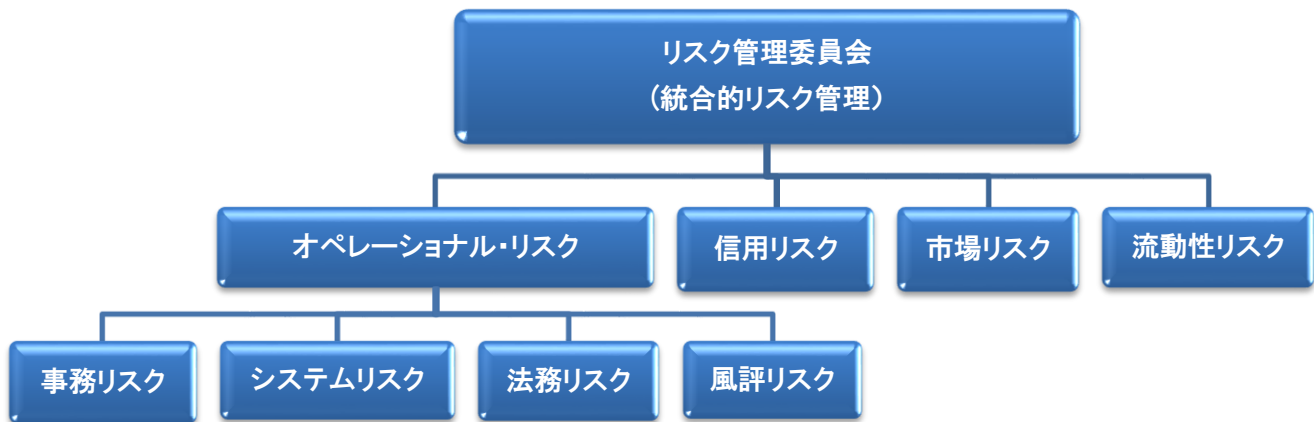 リスク管理委員会
（統合的リスク管理）
オペレーショナル・リスク
信用リスク
市場リスク
流動性リスク
事務リスク
システムリスク
法務リスク
風評リスク